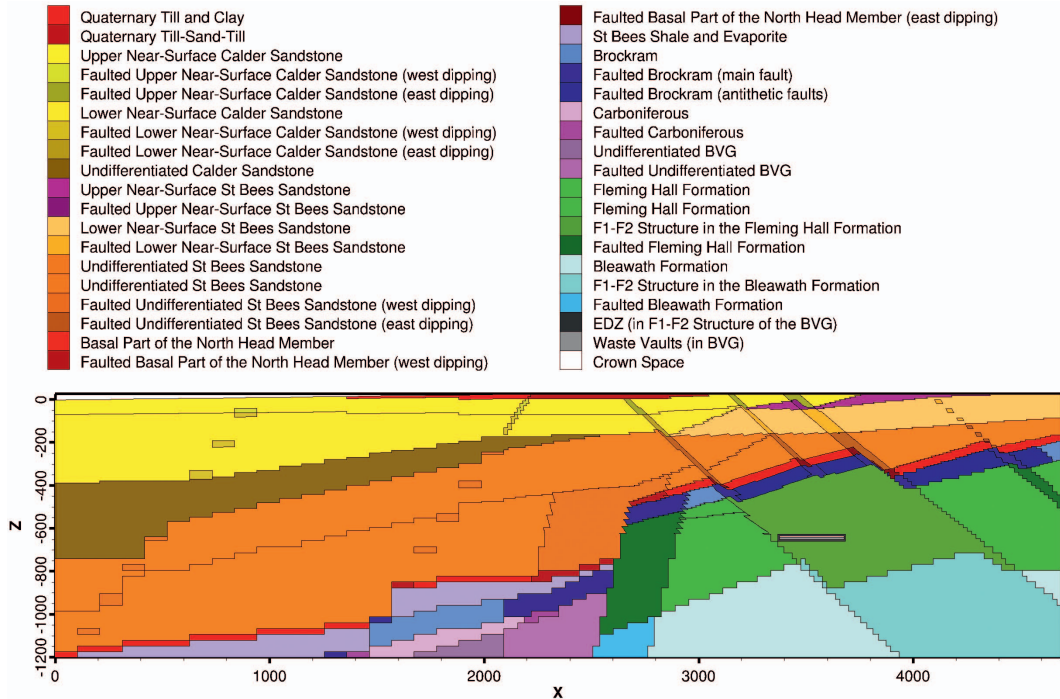 Quaternary Till and Clay
Quaternary Till-Sand-Till
Upper Near-Surface Calder Sandstone
Faulted Upper Near-Surface Calder Sandstone (west dipping)
Faulted Upper Near-Surface Calder Sandstone (east dipping)
Lower Near-Surface Calder Sandstone
Faulted Lower Near-Surface Calder Sandstone (west dipping)
Faulted Lower Near-Surface Calder Sandstone (east dipping)
Undifferentiated Calder Sandstone
Upper Near-Surface St Bees Sandstone
Faulted Upper Near-Surface St Bees Sandstone
Lower Near-Surface St Bees Sandstone
Faulted Lower Near-Surface St Bees Sandstone
Undifferentiated St Bees Sandstone
Undifferentiated St Bees Sandstone
Faulted Undifferentiated St Bees Sandstone (west dipping)
Faulted Undifferentiated St Bees Sandstone (east dipping)
Basal Part of the North Head Member
Faulted Basal Part of the North Head Member (west dipping)
Faulted Basal Part of the North Head Member (east dipping)
St Bees Shale and Evaporite
Brockram
Faulted Brockram (main fault)
Faulted Brockram (antithetic faults)
Carboniferous
Faulted Carboniferous
Undifferentiated BVG
Faulted Undifferentiated BVG
Fleming Hall Formation
Fleming Hall Formation
F1-F2 Structure in the Fleming Hall Formation
Faulted Fleming Hall Formation
Bleawath Formation
F1-F2 Structure in the Bleawath Formation
Faulted Bleawath Formation
EDZ (in F1-F2 Structure of the BVG)
Waste Vaults (in BVG)
Crown Space
Z
0
-200
-400
-600
-800
-1000
-1200
0 1000 2000 3000 4000
X